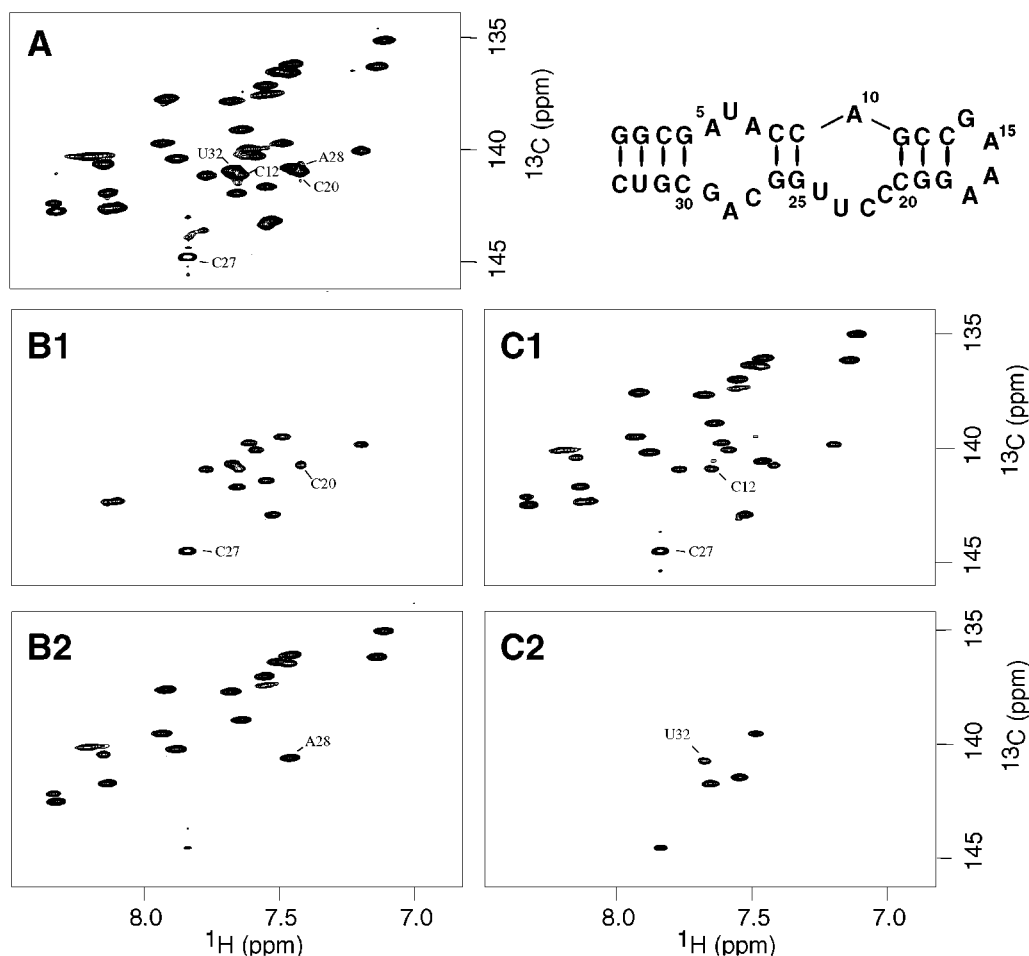 A
U32
C12
A28
C20
C27
135
140
145
13C (ppm)
5 10 15
G G C G A U A C C A G C C G A A A
C U G C G A C G G U U C C C G G A
30 25 20
B1
C20
C27
C1
C12
C27
135
140
145
13C (ppm)
B2
A28
8.0 7.5 7.0
1H (ppm)
C2
U32
135
140
145
13C (ppm)
8.0 7.5 7.0
1H (ppm)